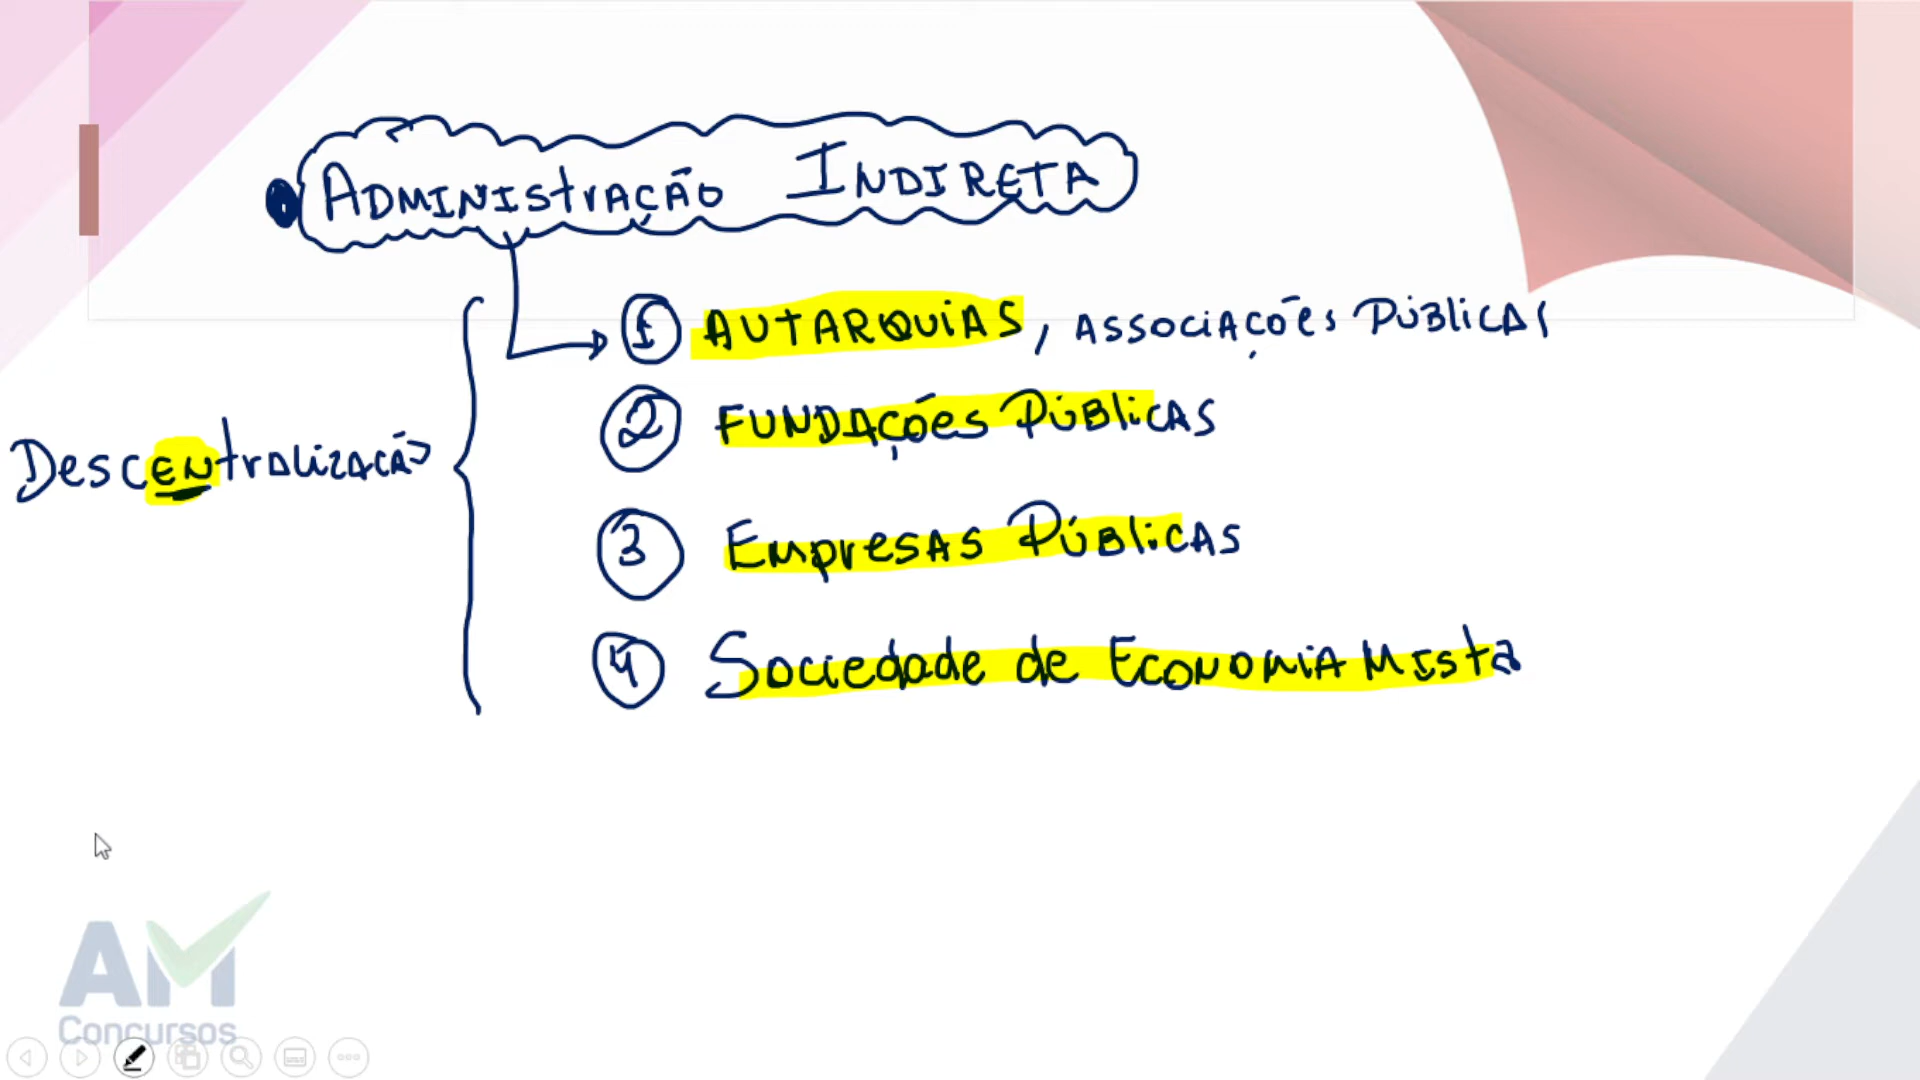 ADMINIStrAÇÃO INDIRETA
1 AUTARQUIAS, ASSOCIAÇÕES PÚBLICAS
2 FUNDAÇÕES PÚBLICAS
Descentralização
3 EmpresAs PÚBLICAS
4 Sociedade de ECONOMIA MISTA
AM
Concursos